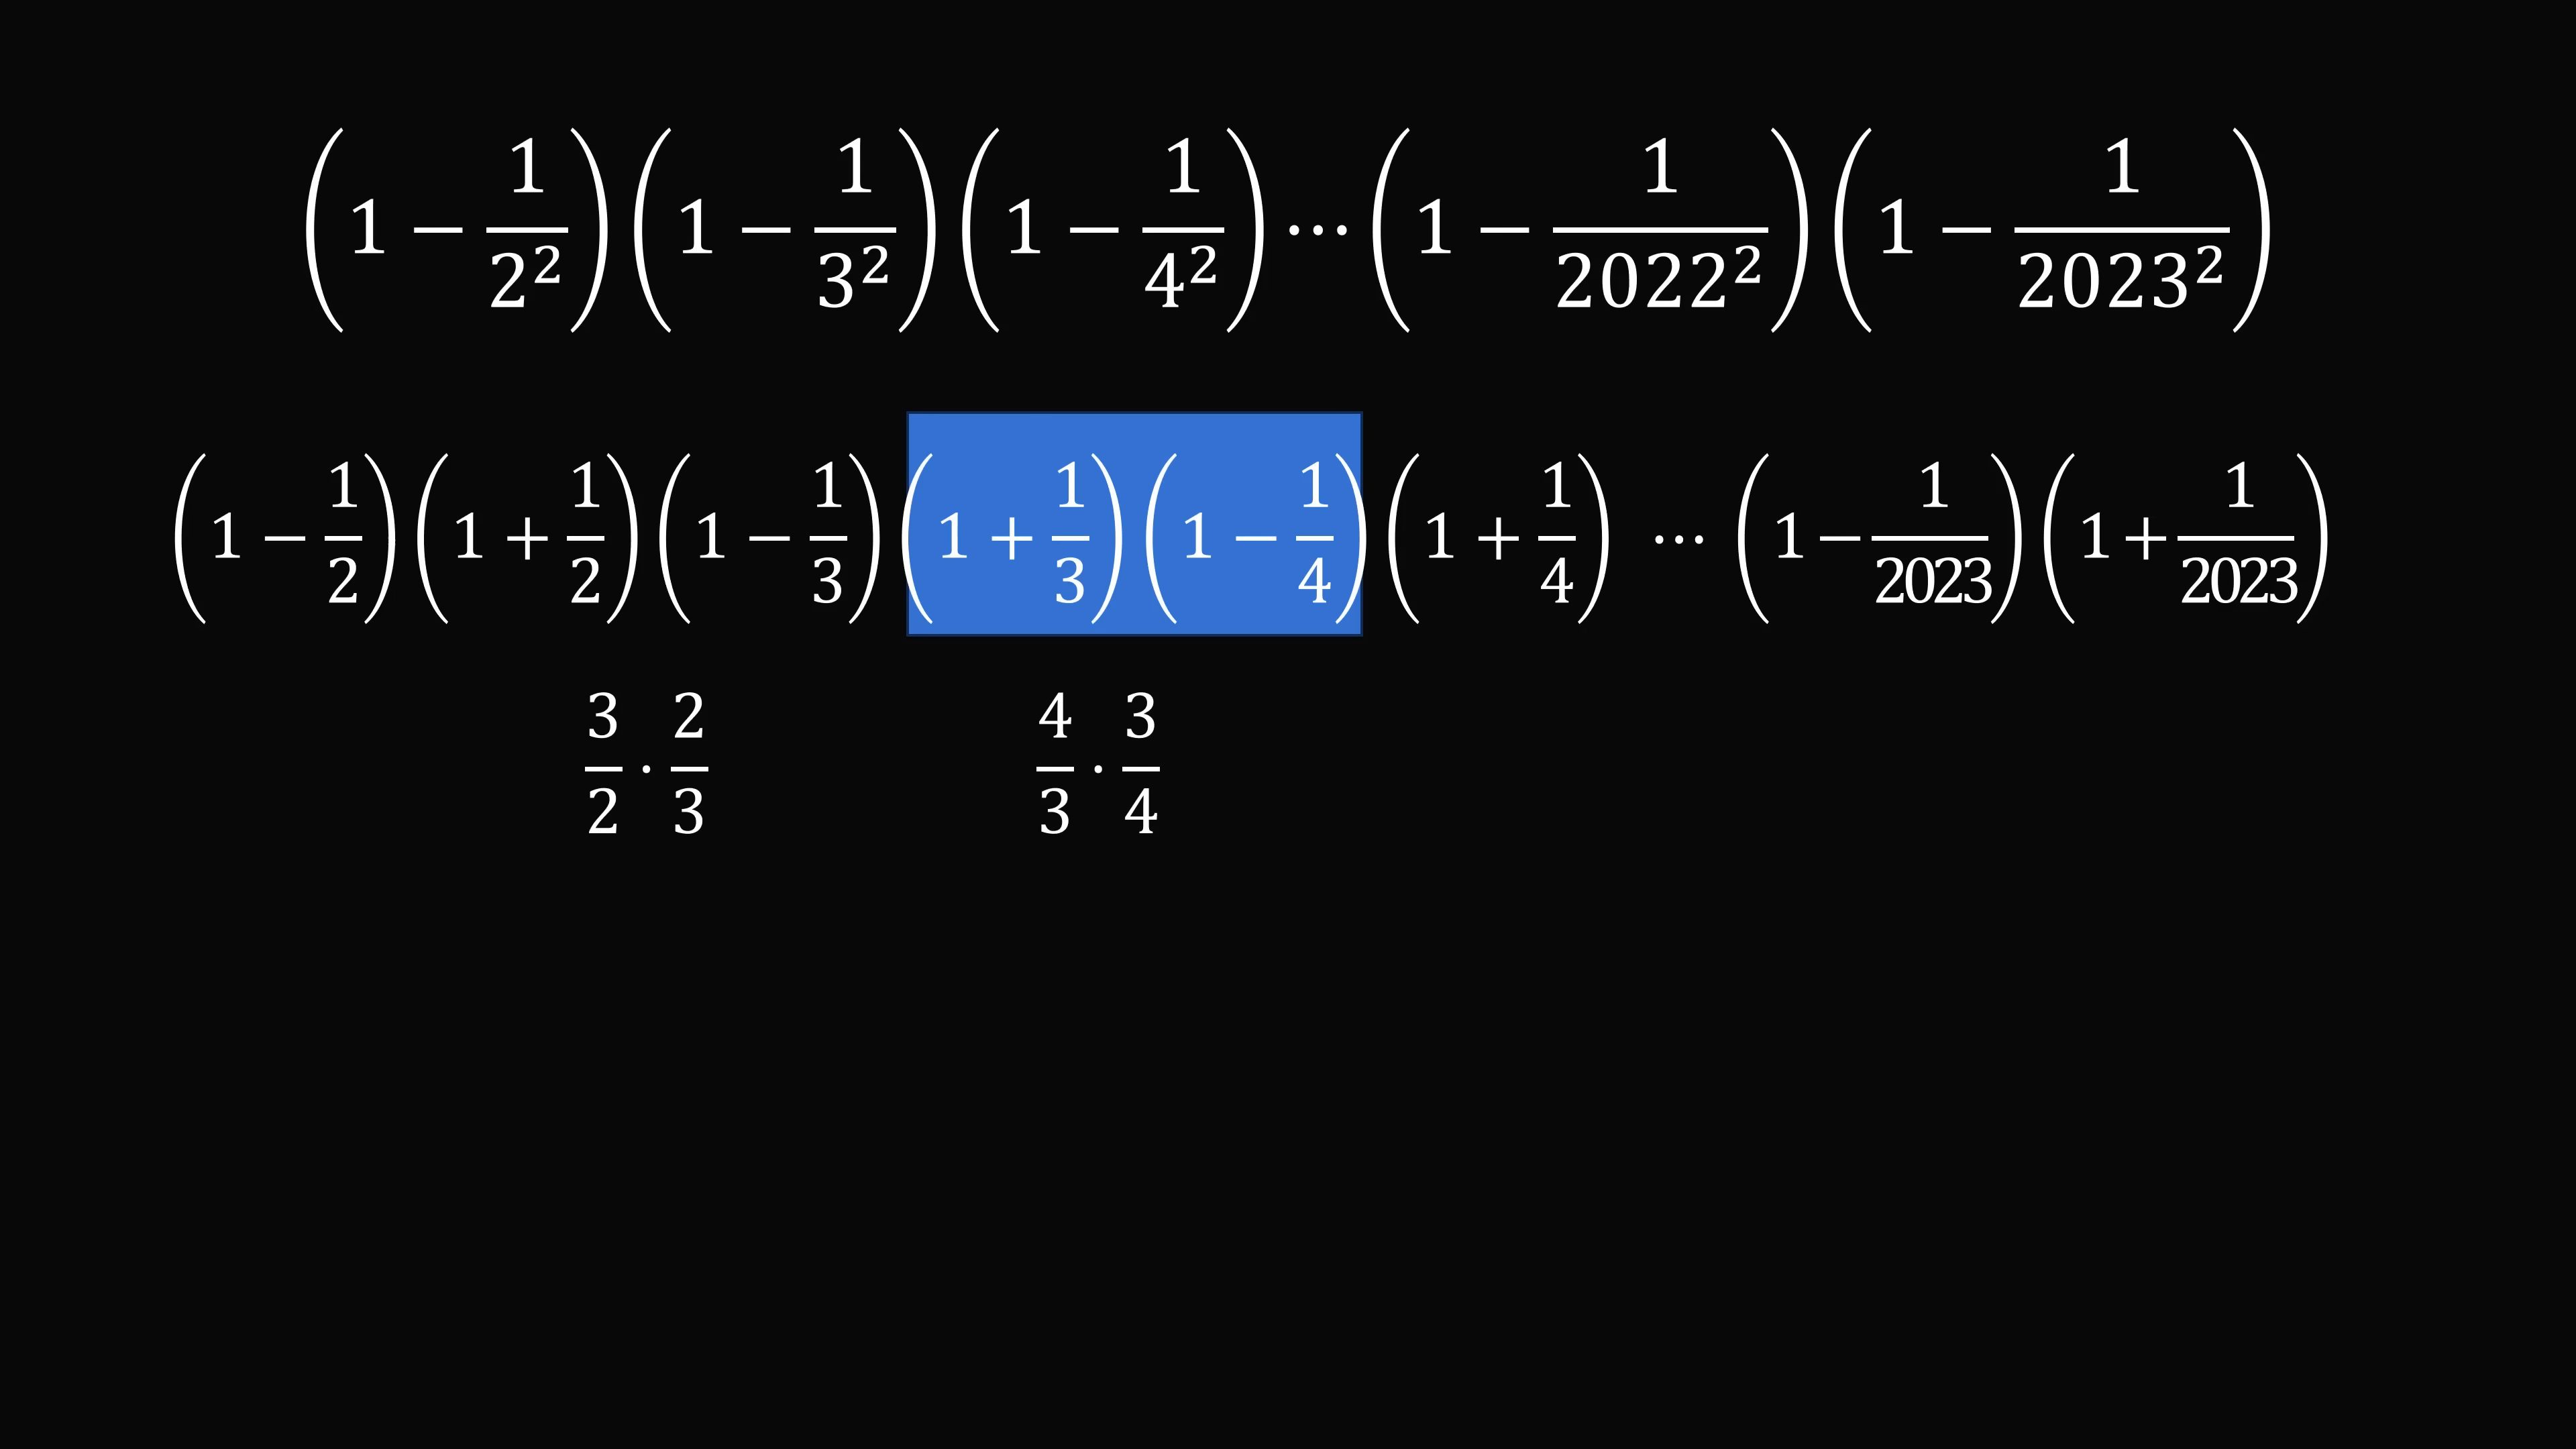 (1 − 1/2²)(1 − 1/3²)(1 − 1/4²) ⋯ (1 − 1/2022²)(1 − 1/2023²)
(1 − 1/2)(1 + 1/2)(1 − 1/3)(1 + 1/3)(1 − 1/4)(1 + 1/4) ⋯ (1 − 1/2023)(1 + 1/2023)
3/2 · 2/3 4/3 · 3/4